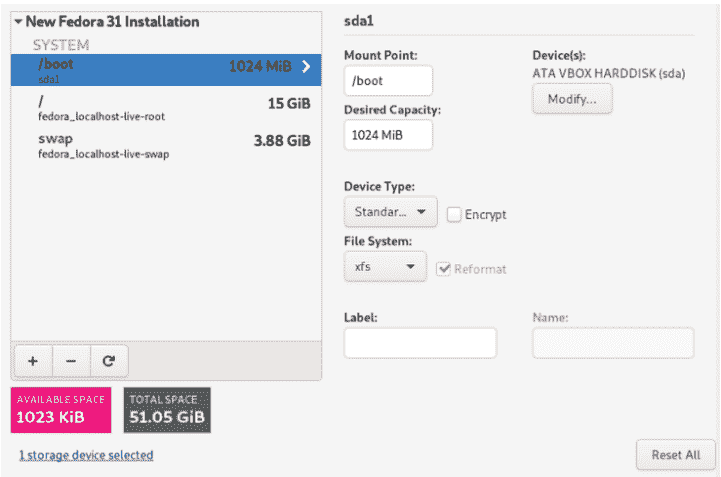 New Fedora 31 Installation
SYSTEM
/boot 1024 MiB
sda1
/ 15 GiB
fedora_localhost-live-root
swap 3.88 GiB
fedora_localhost-live-swap
AVAILABLE SPACE
1023 KiB
TOTAL SPACE
51.05 GiB
1 storage device selected
sda1
Mount Point:
/boot
Device(s):
ATA VBOX HARDDISK (sda)
Modify...
Desired Capacity:
1024 MiB
Device Type:
Standar...
Encrypt
File System:
xfs
Reformat
Label:
Name:
Reset All